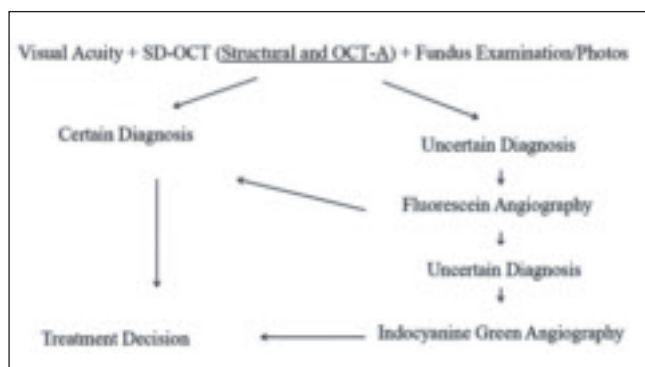 Visual Acuity + SD-OCT (Structural and OCT-A) + Fundus Examination/Photos
Certain Diagnosis
Uncertain Diagnosis
Fluorescein Angiography
Uncertain Diagnosis
Treatment Decision
Indocyanine Green Angiography